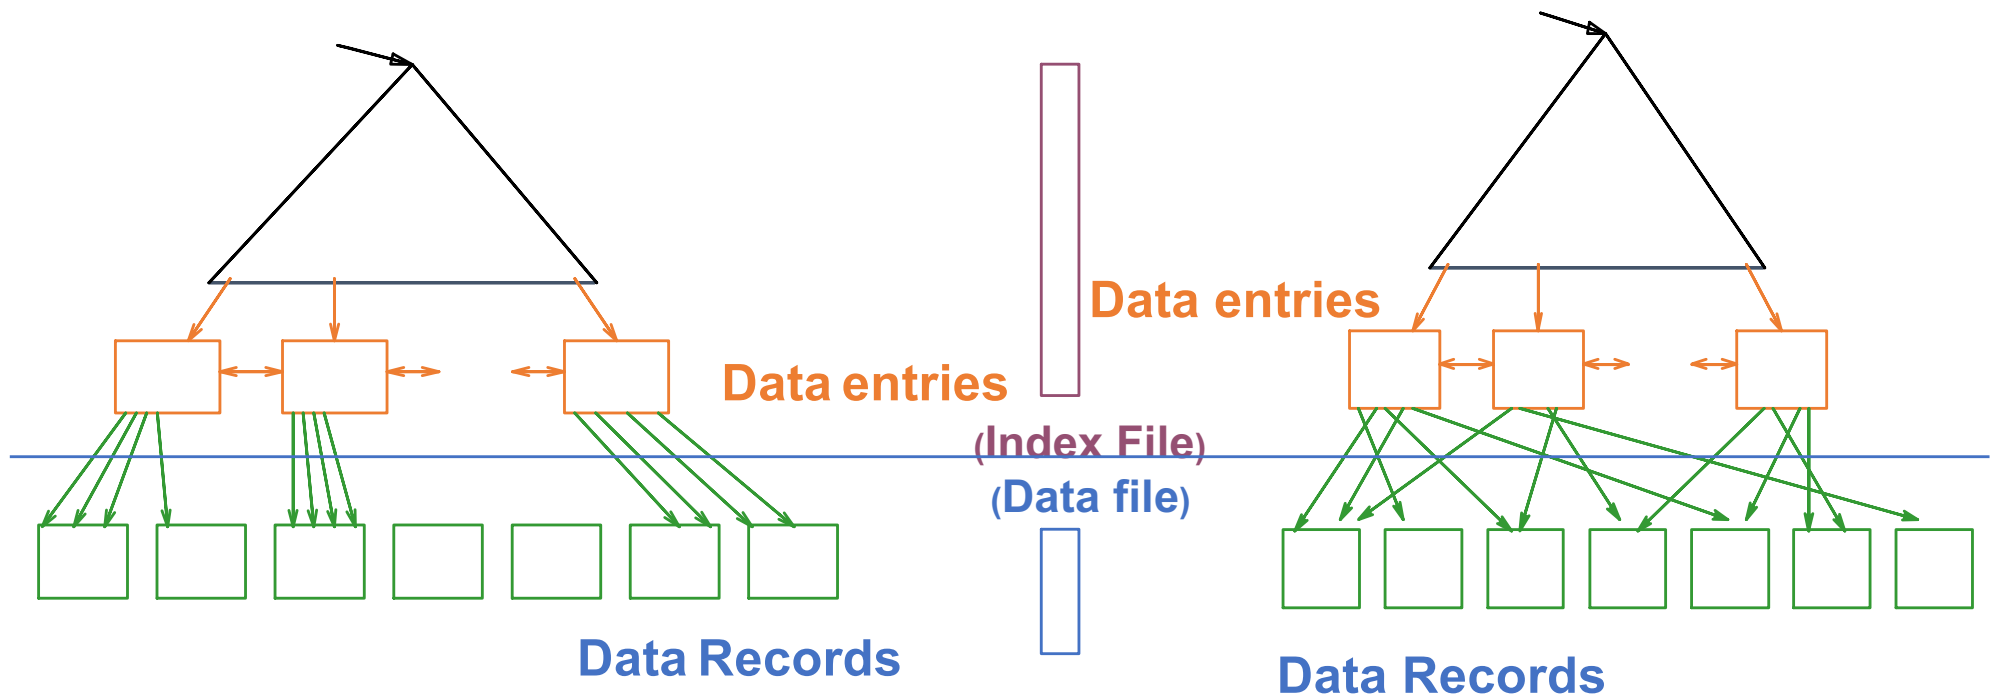 Data entries
Data entries
(Index File)
(Data file)
Data Records
Data Records